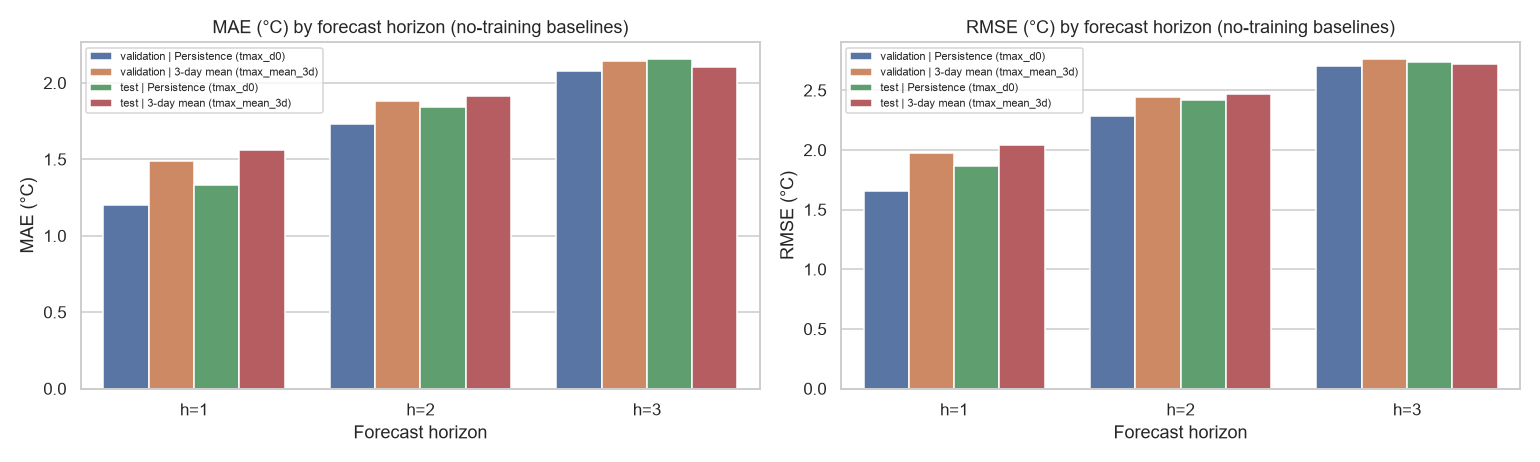 MAE (°C) by forecast horizon (no-training baselines)
validation | Persistence (tmax_d0)
validation | 3-day mean (tmax_mean_3d)
test | Persistence (tmax_d0)
test | 3-day mean (tmax_mean_3d)
MAE (°C)
2.0
1.5
1.0
0.5
0.0
h=1
h=2
h=3
Forecast horizon
RMSE (°C) by forecast horizon (no-training baselines)
validation | Persistence (tmax_d0)
validation | 3-day mean (tmax_mean_3d)
test | Persistence (tmax_d0)
test | 3-day mean (tmax_mean_3d)
RMSE (°C)
2.5
2.0
1.5
1.0
0.5
0.0
h=1
h=2
h=3
Forecast horizon